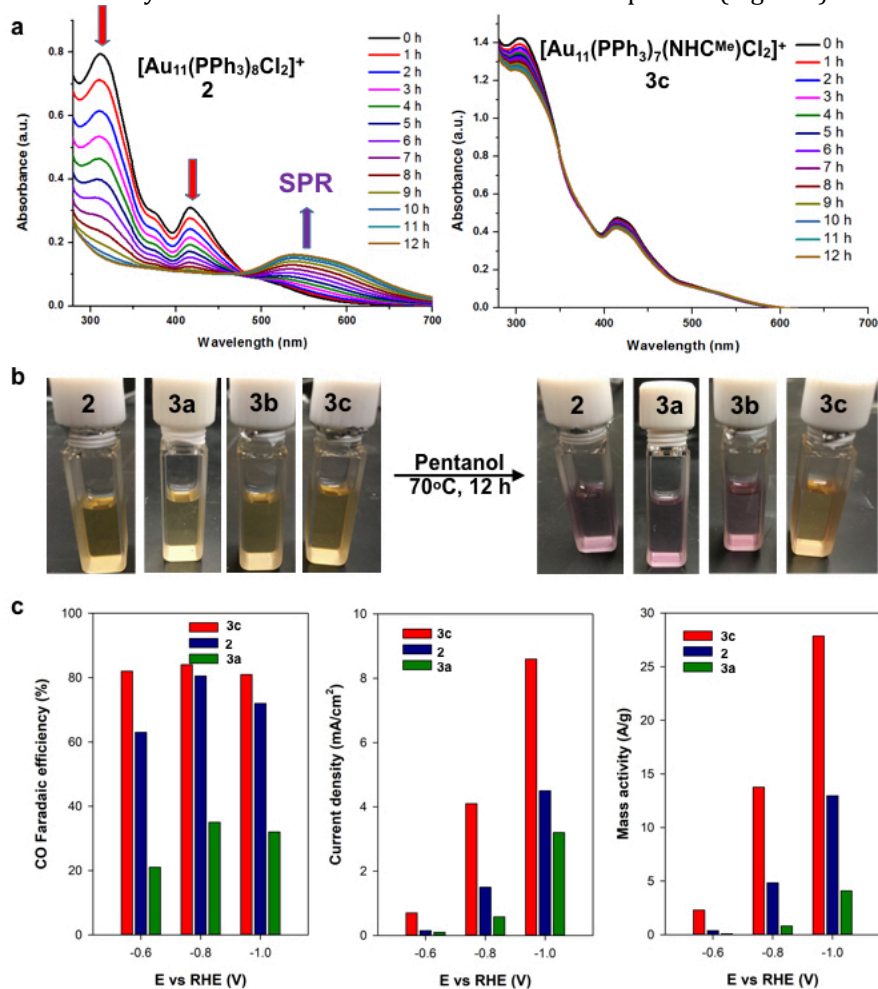 a
[Au₁₁(PPh₃)₈Cl₂]⁺
2
SPR
0 h
1 h
2 h
3 h
4 h
5 h
6 h
7 h
8 h
9 h
10 h
11 h
12 h
Absorbance (a.u.)
0.8
0.6
0.4
0.2
0.0
300 400 500 600 700
Wavelength (nm)
[Au₁₁(PPh₃)₇(NHCᴹᵉ)Cl₂]⁺
3c
0 h
1 h
2 h
3 h
4 h
5 h
6 h
7 h
8 h
9 h
10 h
11 h
12 h
Absorbance (a.u.)
1.4
1.2
1.0
0.8
0.6
0.4
0.2
0.0
300 400 500 600 700
Wavelength (nm)
b
2 3a 3b 3c
Pentanol
70°C, 12 h
2 3a 3b 3c
c
3c
2
3a
CO Faradaic efficiency (%)
100
80
60
40
20
0
-0.6 -0.8 -1.0
E vs RHE (V)
3c
2
3a
Current density (mA/cm²)
10
8
6
4
2
0
-0.6 -0.8 -1.0
E vs RHE (V)
3c
2
3a
Mass activity (A/g)
30
25
20
15
10
5
0
-0.6 -0.8 -1.0
E vs RHE (V)